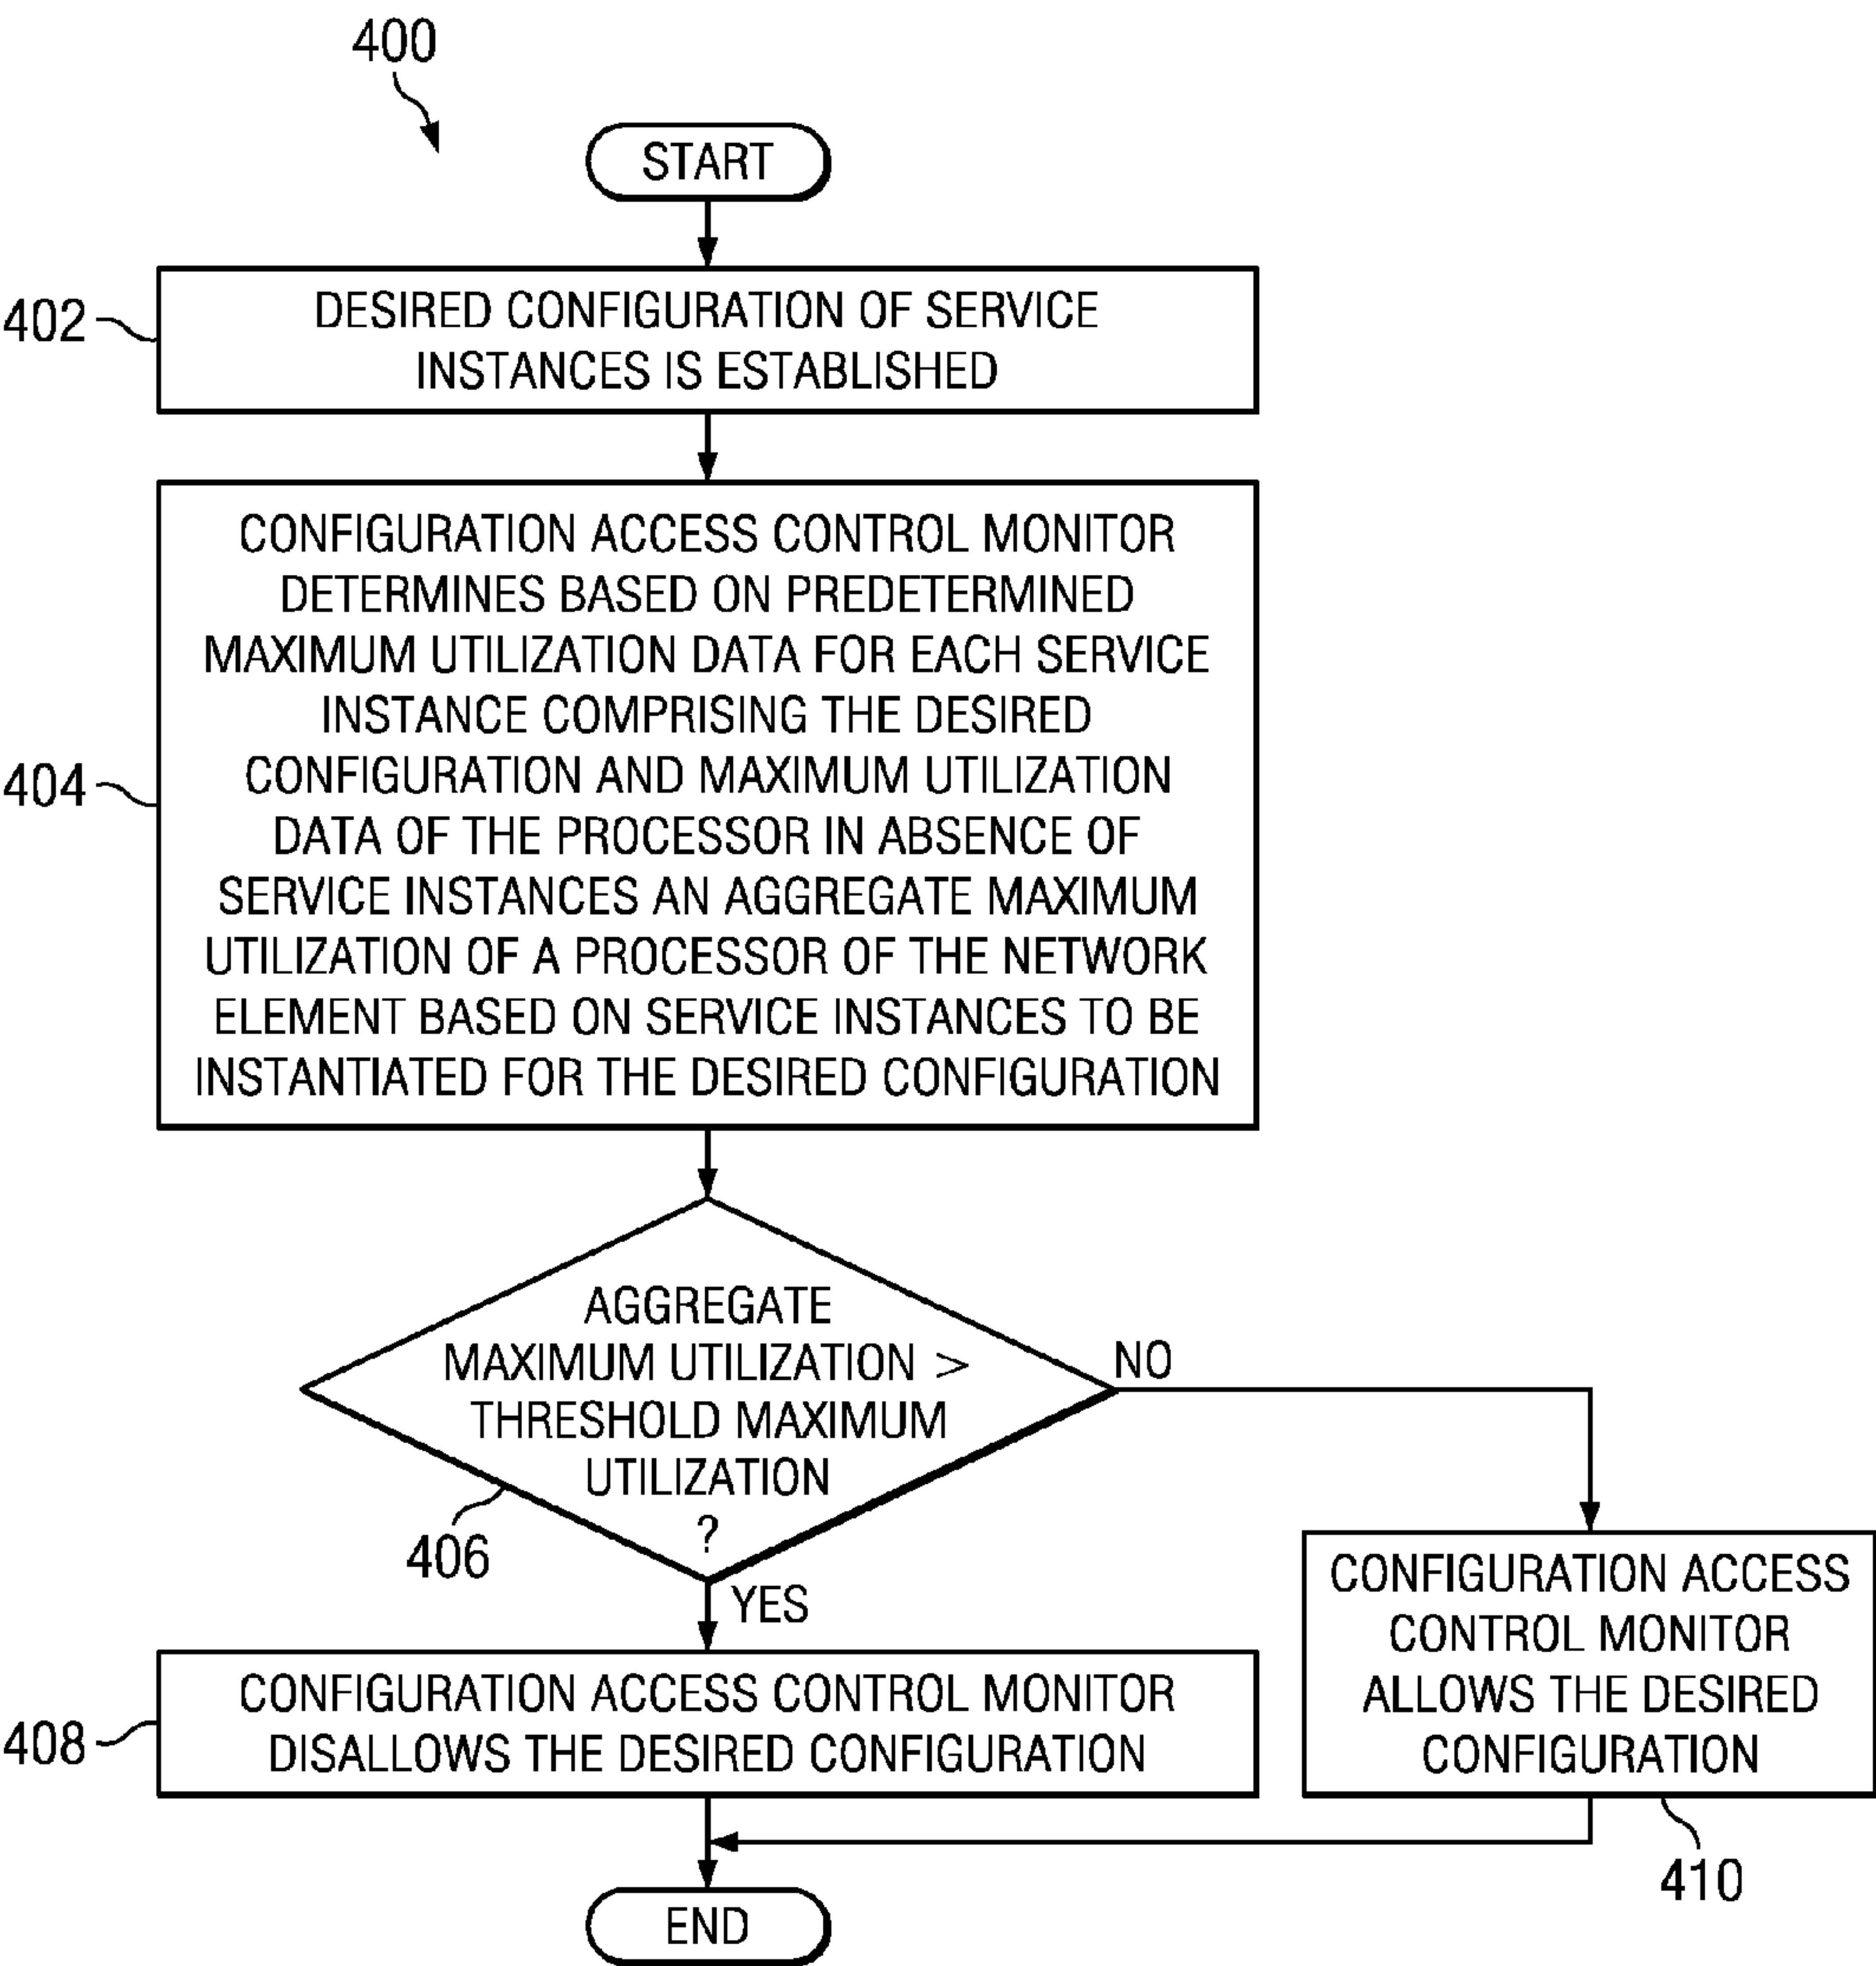 400
START
402
DESIRED CONFIGURATION OF SERVICE
INSTANCES IS ESTABLISHED
404
CONFIGURATION ACCESS CONTROL MONITOR
DETERMINES BASED ON PREDETERMINED
MAXIMUM UTILIZATION DATA FOR EACH SERVICE
INSTANCE COMPRISING THE DESIRED
CONFIGURATION AND MAXIMUM UTILIZATION
DATA OF THE PROCESSOR IN ABSENCE OF
SERVICE INSTANCES AN AGGREGATE MAXIMUM
UTILIZATION OF A PROCESSOR OF THE NETWORK
ELEMENT BASED ON SERVICE INSTANCES TO BE
INSTANTIATED FOR THE DESIRED CONFIGURATION
AGGREGATE
MAXIMUM UTILIZATION >
THRESHOLD MAXIMUM
UTILIZATION
?
NO
406
YES
408
CONFIGURATION ACCESS CONTROL MONITOR
DISALLOWS THE DESIRED CONFIGURATION
CONFIGURATION ACCESS
CONTROL MONITOR
ALLOWS THE DESIRED
CONFIGURATION
410
END